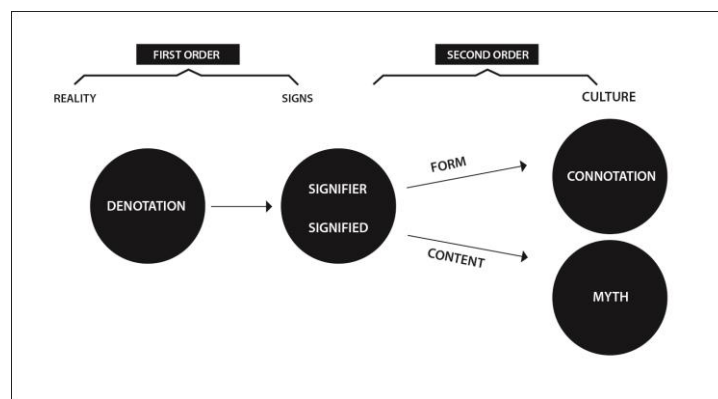 FIRST ORDER
SECOND ORDER
REALITY
SIGNS
CULTURE
DENOTATION
SIGNIFIER
SIGNIFIED
FORM
CONTENT
CONNOTATION
MYTH